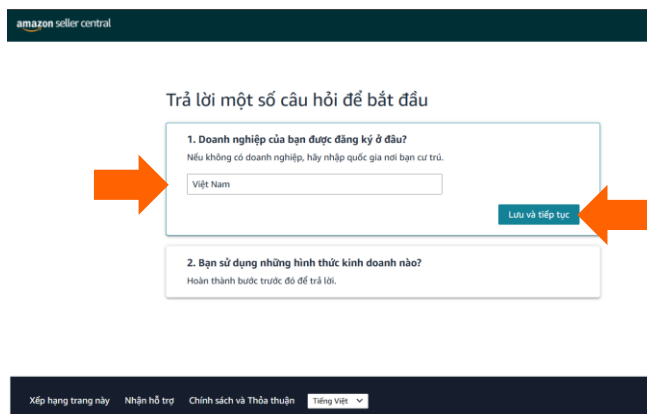 amazon seller central
Trả lời một số câu hỏi để bắt đầu
1. Doanh nghiệp của bạn được đăng ký ở đâu?
Nếu không có doanh nghiệp, hãy nhập quốc gia nơi bạn cư trú.
Việt Nam
Lưu và tiếp tục
2. Bạn sử dụng những hình thức kinh doanh nào?
Hoàn thành bước trước đó để trả lời.
Xếp hạng trang này Nhận hỗ trợ Chính sách và Thỏa thuận Tiếng Việt